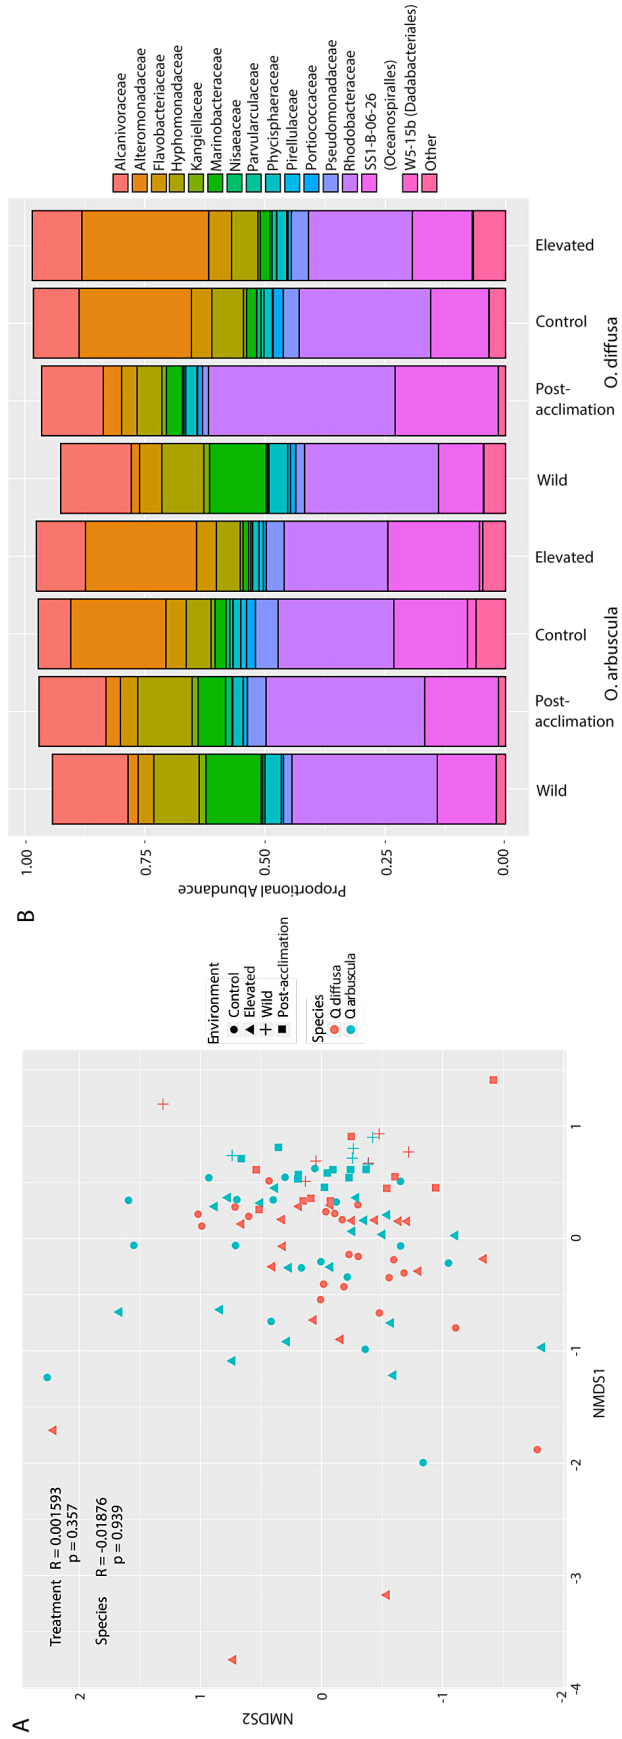 A
Treatment R = 0.001593
p = 0.357
Species R = -0.01876
p = 0.939
NMDS2
2
1
0
-1
-2
-4
-3
-2
-1
0
1
NMDS1
Environment
Control
Elevated
Wild
Post-acclimation
Species
O. diffusa
O. arbuscula
B
Proportional Abundance
1.00
0.75
0.50
0.25
0.00
Wild
Post-
acclimation
Control
Elevated
Wild
Post-
acclimation
Control
Elevated
O. arbuscula
O. diffusa
Alcanivoraceae
Alteromonadaceae
Flavobacteriaceae
Hyphomonadaceae
Kangiellaceae
Marinobacteraceae
Nisaeaceae
Parvularculaceae
Phycisphaeraceae
Pirellulaceae
Portiococcaceae
Pseudomonadaceae
Rhodobacteraceae
SS1-B-06-26
(Oceanospiralles)
W5-15b (Dadabacteriales)
Other